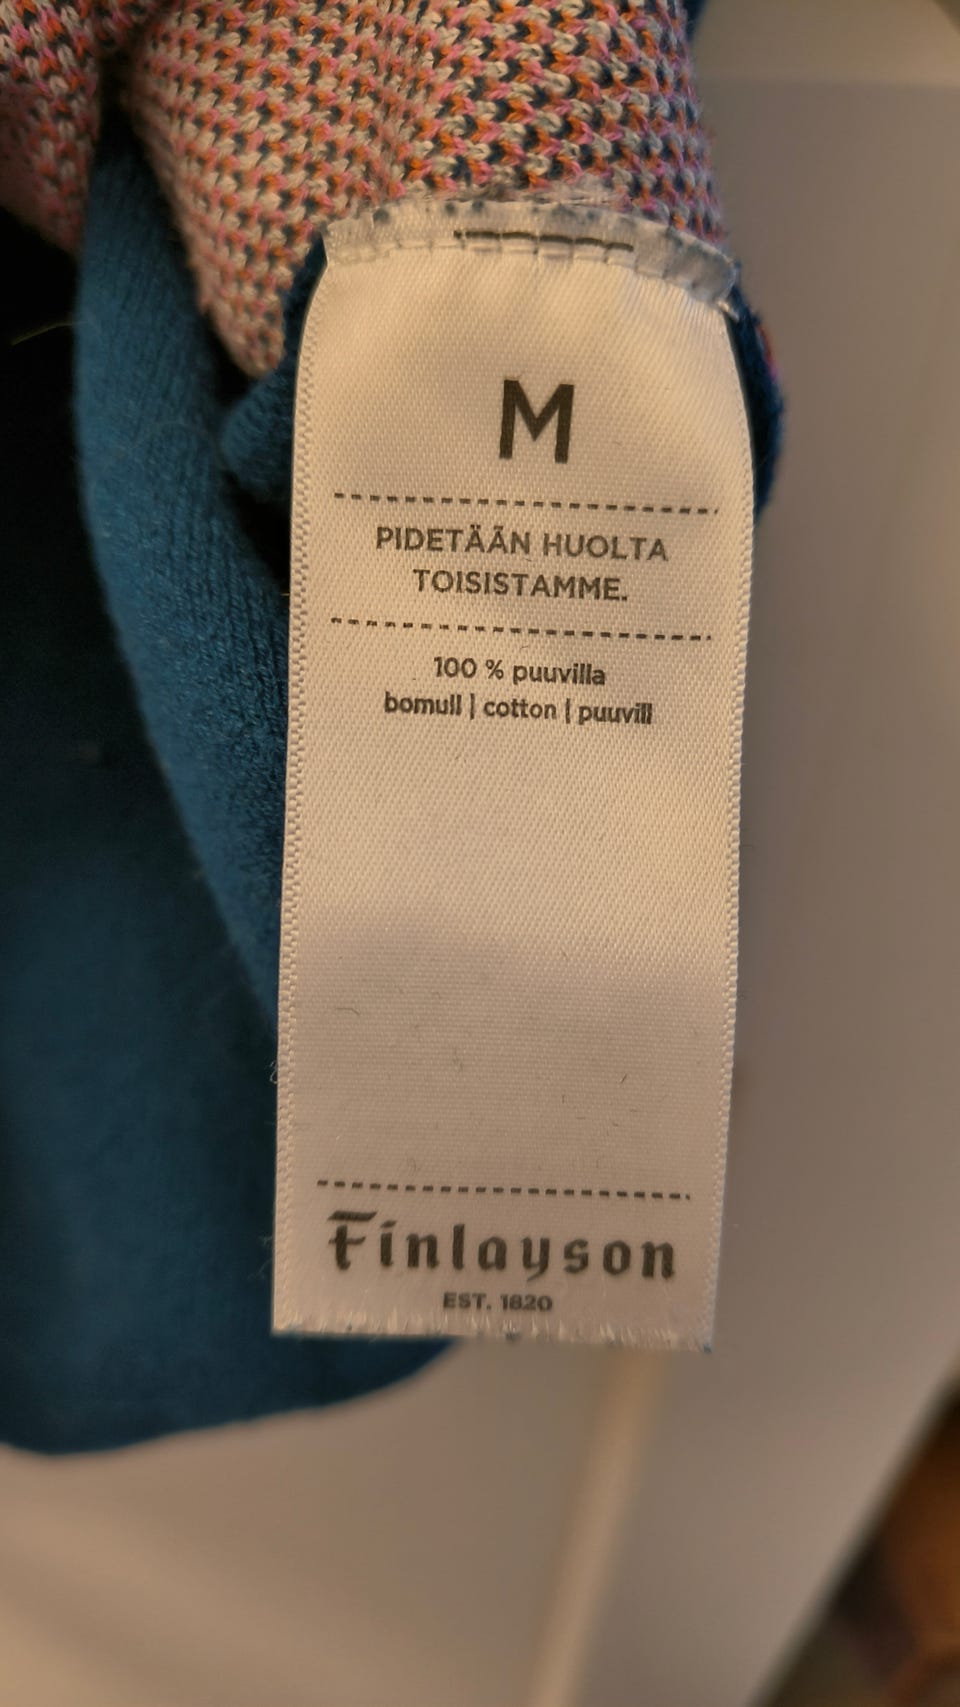 M
PIDETÄÄN HUOLTA
TOISISTAMME.
100 % puuvilla
bomull | cotton | puuvill
Finlayson
EST. 1820